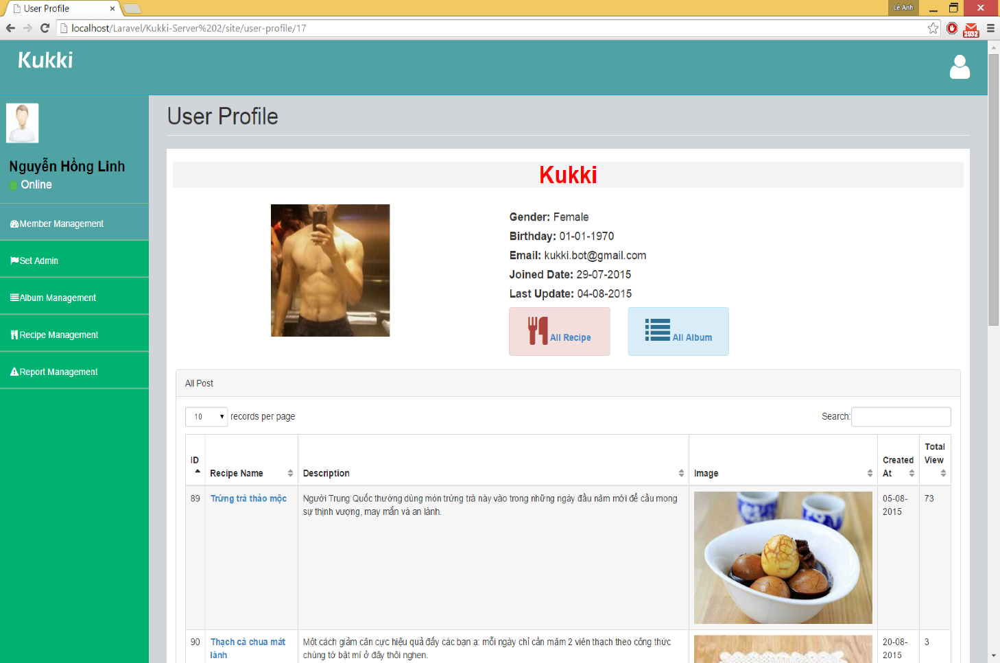 User Profile
Lê Anh
localhost/Laravel/Kukki-Server%202/site/user-profile/17
2932
Kukki
Nguyễn Hồng Linh
Online
Member Management
Set Admin
Album Management
Recipe Management
Report Management
User Profile
Kukki
Gender: Female
Birthday: 01-01-1970
Email: kukki.bot@gmail.com
Joined Date: 29-07-2015
Last Update: 04-08-2015
All Recipe
All Album
All Post
10 records per page
Search:
ID Recipe Name Description Image Created At Total View
89 Trứng trà thảo mộc Người Trung Quốc thường dùng món trứng trà này vào trong những ngày đầu năm mới để cầu mong 05-08- 73
sự thịnh vượng, may mắn và an lành. 2015
90 Thạch cà chua mát Một cách giảm cân cực hiệu quả đấy các bạn ạ: mỗi ngày chỉ cần măm 2 viên thạch theo công thức 20-08- 3
lành chúng tớ bật mí ở đây thôi nghen. 2015